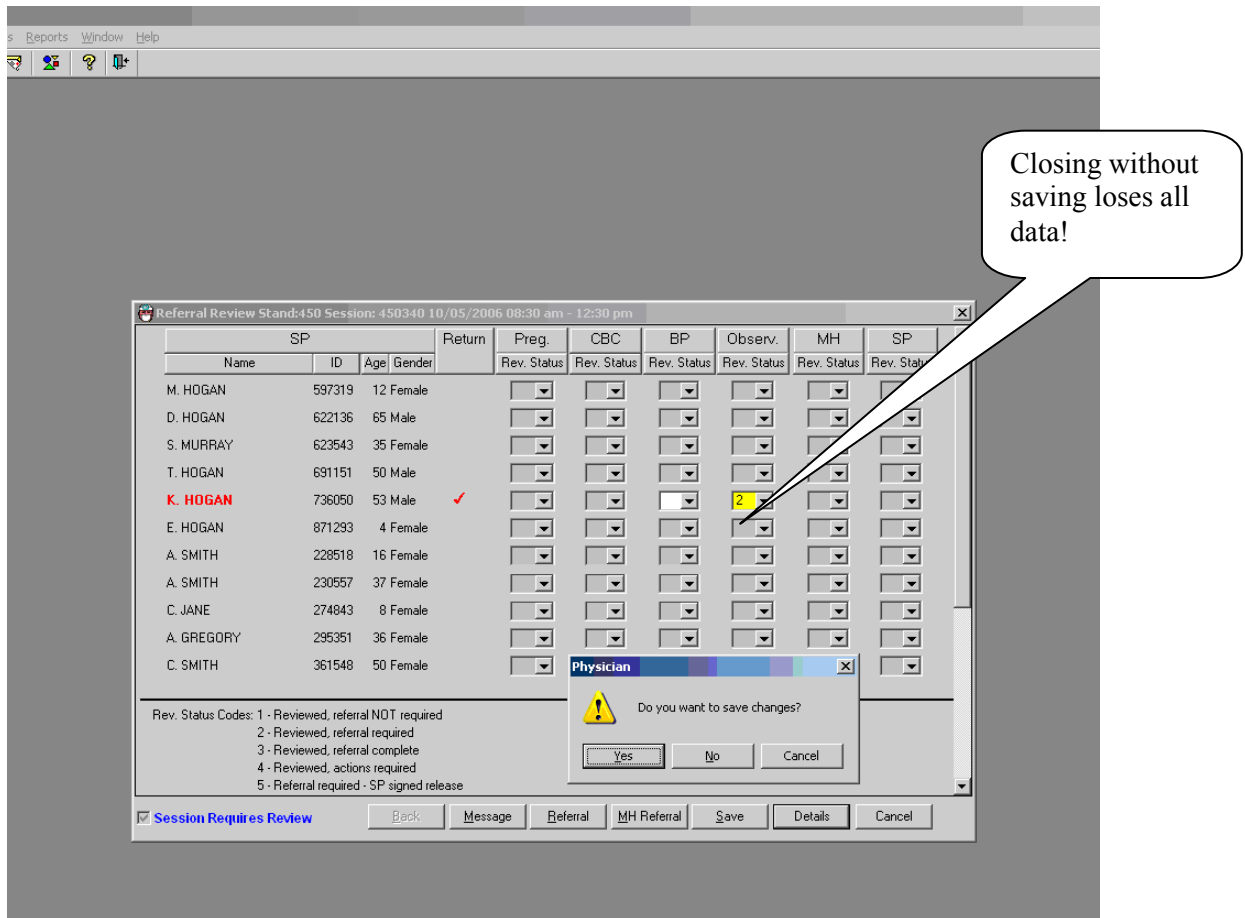 s Reports Window Help
Closing without
saving loses all
data!
Referral Review Stand:450 Session: 450340 10/05/2006 08:30 am - 12:30 pm
SP Return Preg. CBC BP Observ. MH SP
Name ID Age Gender Rev. Status Rev. Status Rev. Status Rev. Status Rev. Status Rev. Status
M. HOGAN 597319 12 Female
D. HOGAN 622136 65 Male
S. MURRAY 623543 35 Female
T. HOGAN 691151 50 Male
K. HOGAN 736050 53 Male ✓ 2
E. HOGAN 871293 4 Female
A. SMITH 228518 16 Female
A. SMITH 230557 37 Female
C. JANE 274843 8 Female
A. GREGORY 295351 36 Female
C. SMITH 361548 50 Female
Physician
Do you want to save changes?
Yes No Cancel
Rev. Status Codes: 1 - Reviewed, referral NOT required
2 - Reviewed, referral required
3 - Reviewed, referral complete
4 - Reviewed, actions required
5 - Referral required - SP signed release
Session Requires Review Back Message Referral MH Referral Save Details Cancel